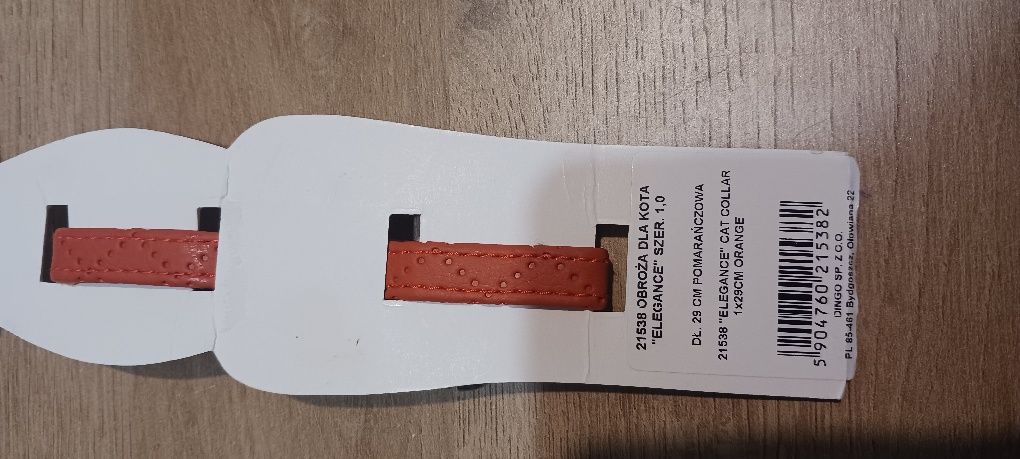 21538 OBROŻA DLA KOTA
"ELEGANCE" SZER. 1,0
DŁ. 29 CM POMARAŃCZOWA
21538 "ELEGANCE" CAT COLLAR
1x29CM ORANGE
5 904760 215382
DINGO SP. Z O.O.
PL 85-461 Bydgoszcz, Ołowiana 22